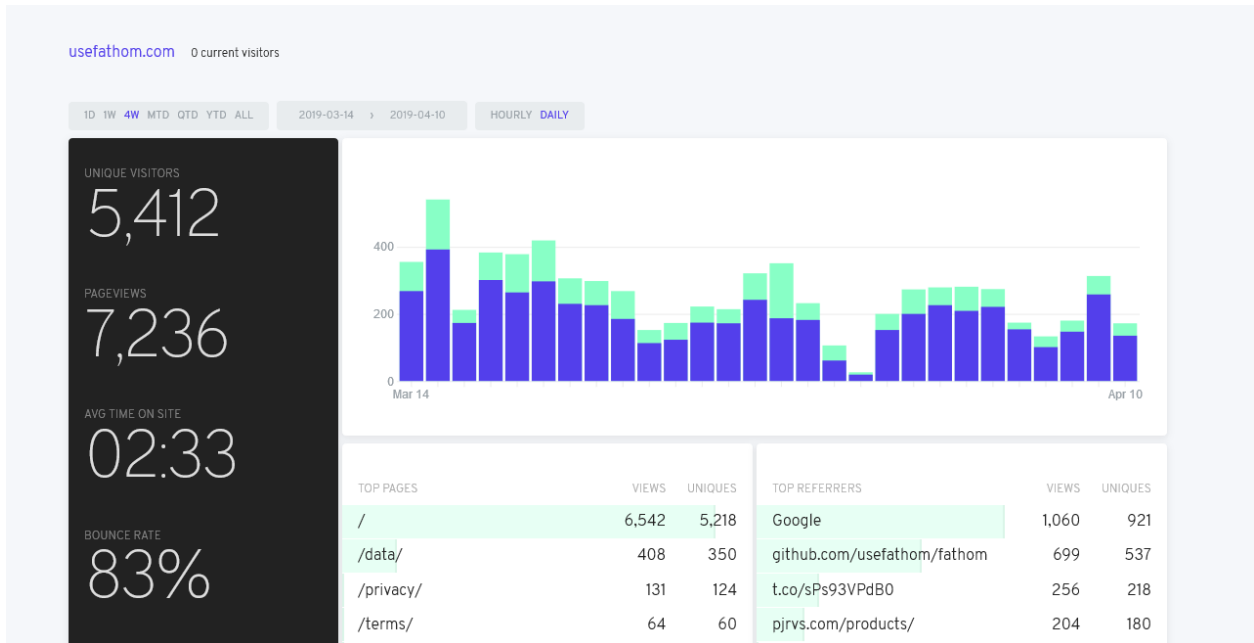 usefathom.com 0 current visitors
1D 1W 4W MTD QTD YTD ALL 2019-03-14 › 2019-04-10 HOURLY DAILY
UNIQUE VISITORS
5,412
PAGEVIEWS
7,236
AVG TIME ON SITE
02:33
BOUNCE RATE
83%
400
200
0
Mar 14 Apr 10
TOP PAGES VIEWS UNIQUES
/ 6,542 5,218
/data/ 408 350
/privacy/ 131 124
/terms/ 64 60
TOP REFERRERS VIEWS UNIQUES
Google 1,060 921
github.com/usefathom/fathom 699 537
t.co/sPs93VPdB0 256 218
pjrvs.com/products/ 204 180